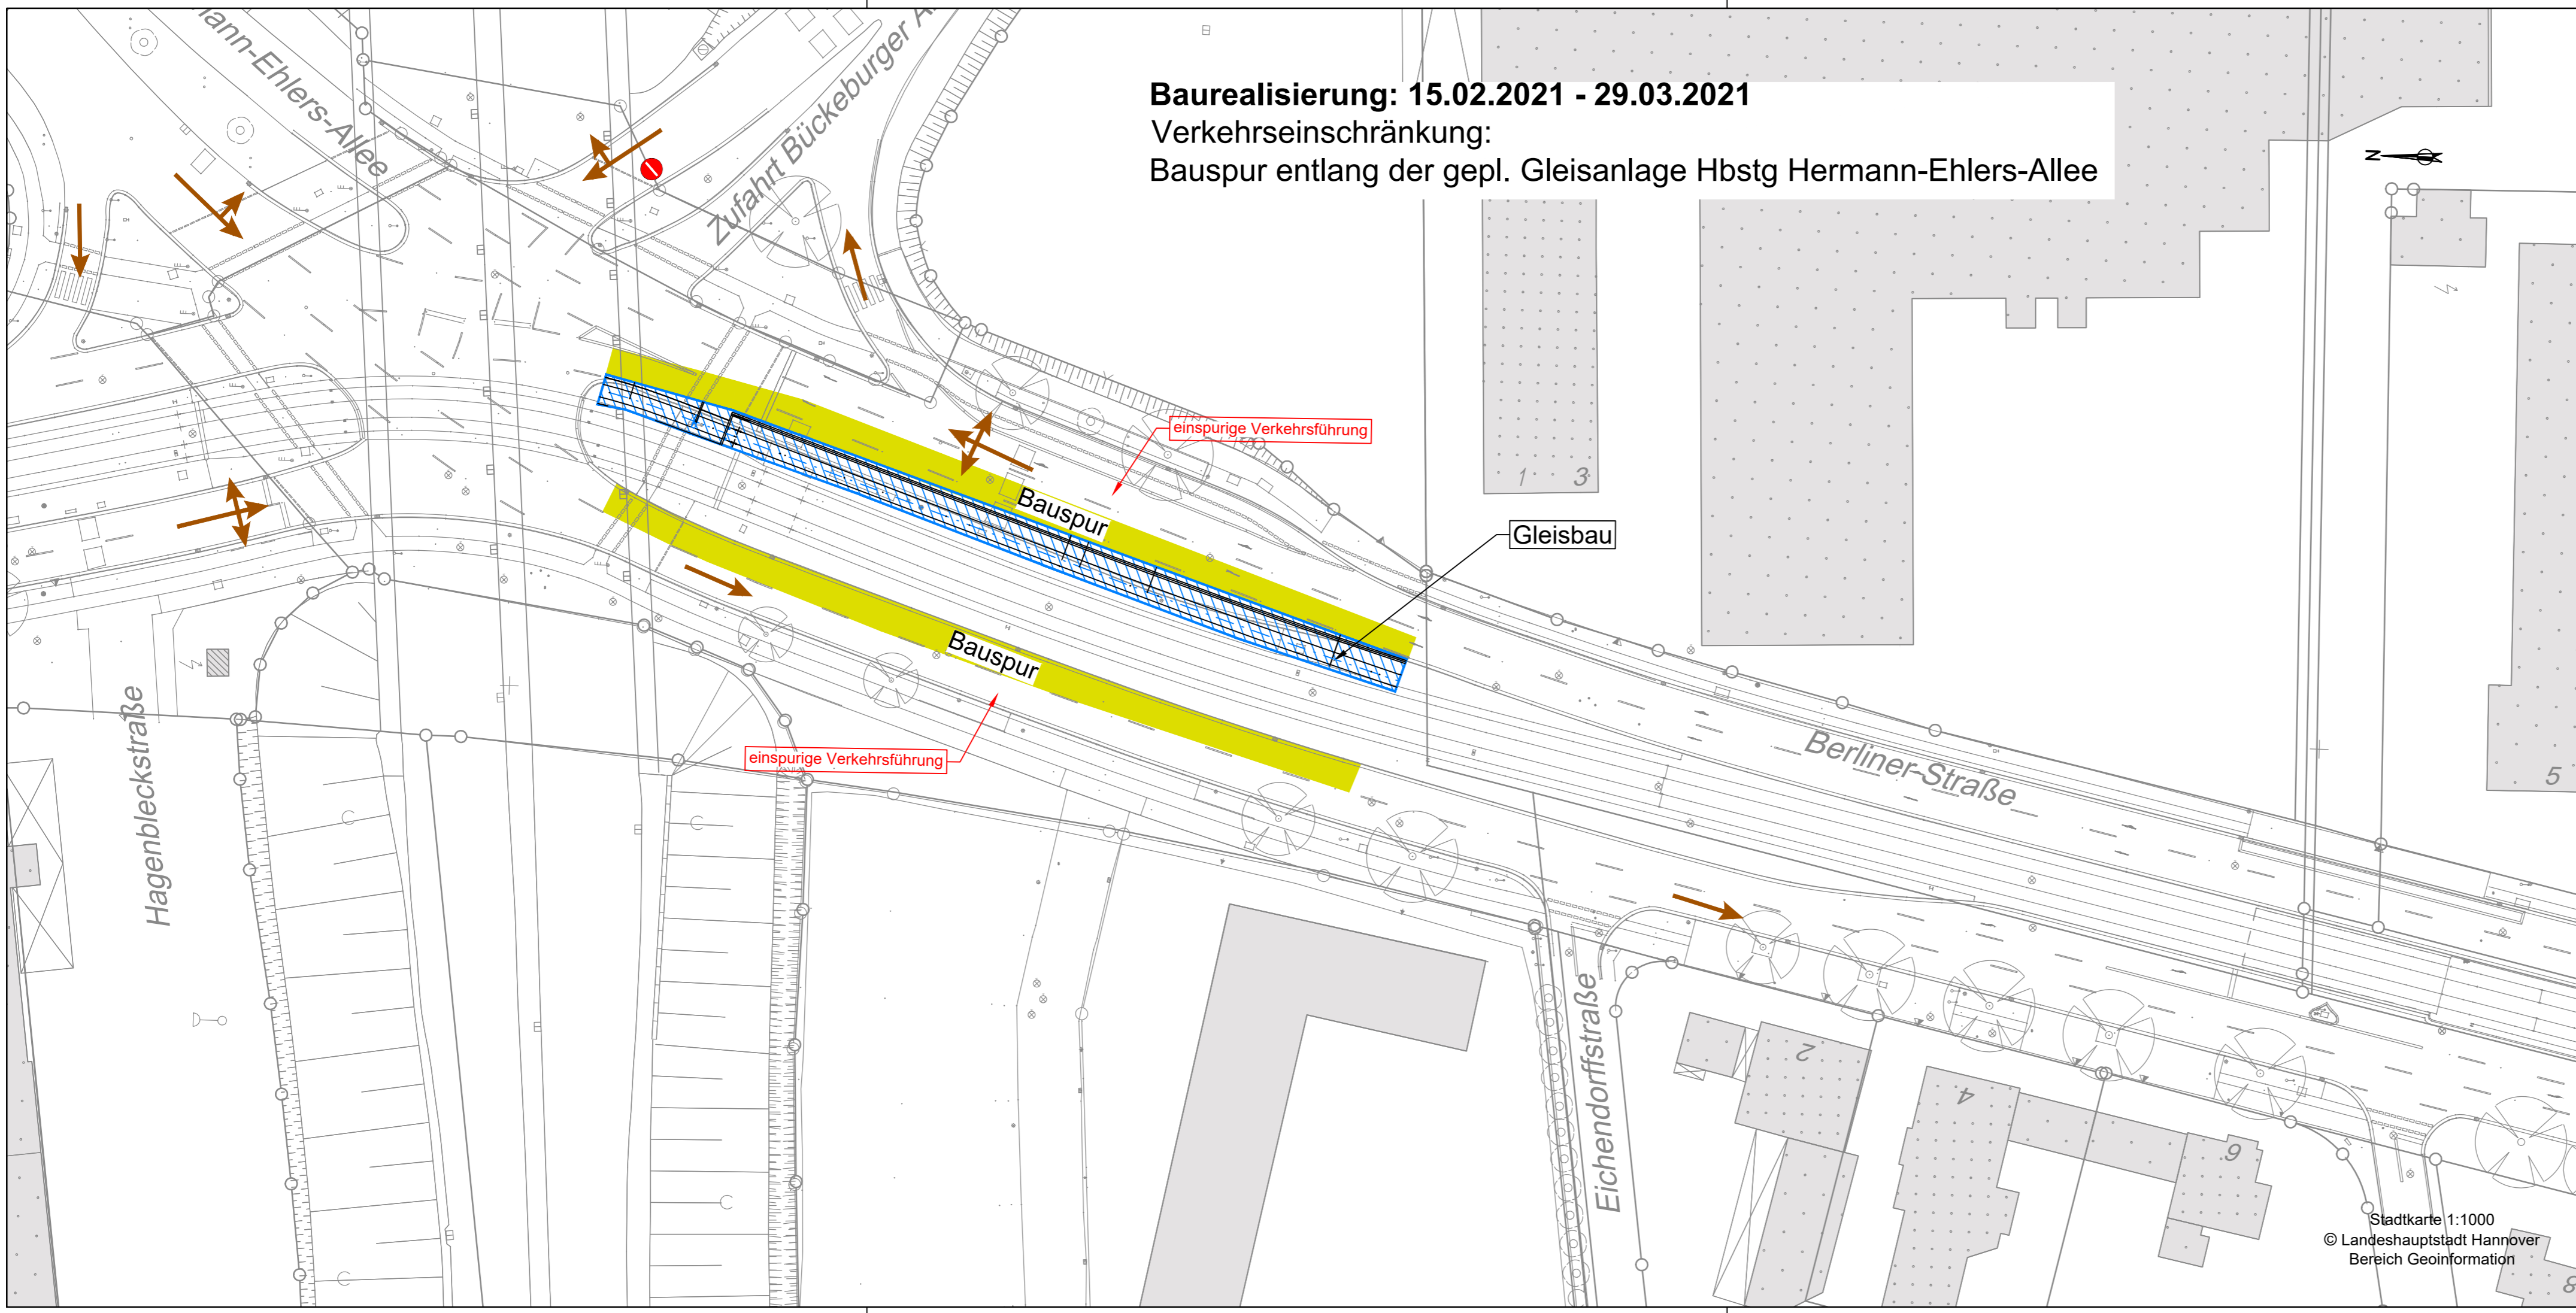 Baurealisierung: 15.02.2021 - 29.03.2021
Verkehrseinschränkung:
Bauspur entlang der gepl. Gleisanlage Hbstg Hermann-Ehlers-Allee
mann-Ehlers-Allee
Zufahrt Bückeburger A
N
einspurige Verkehrsführung
Bauspur
Gleisbau
1 3
Bauspur
einspurige Verkehrsführung
Hagenbleckstraße
Berliner-Straße
5
Eichendorffstraße
2
4
6
8
Stadtkarte 1:1000
© Landeshauptstadt Hannover
Bereich Geoinformation